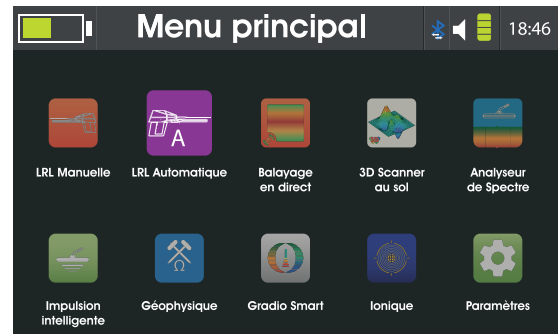 Menu principal
18:46
A
LRL Manuelle
LRL Automatique
Balayage
en direct
3D Scanner
au sol
Analyseur
de Spectre
Ω
Impulsion
intelligente
Géophysique
Gradio Smart
Ionique
Paramètres